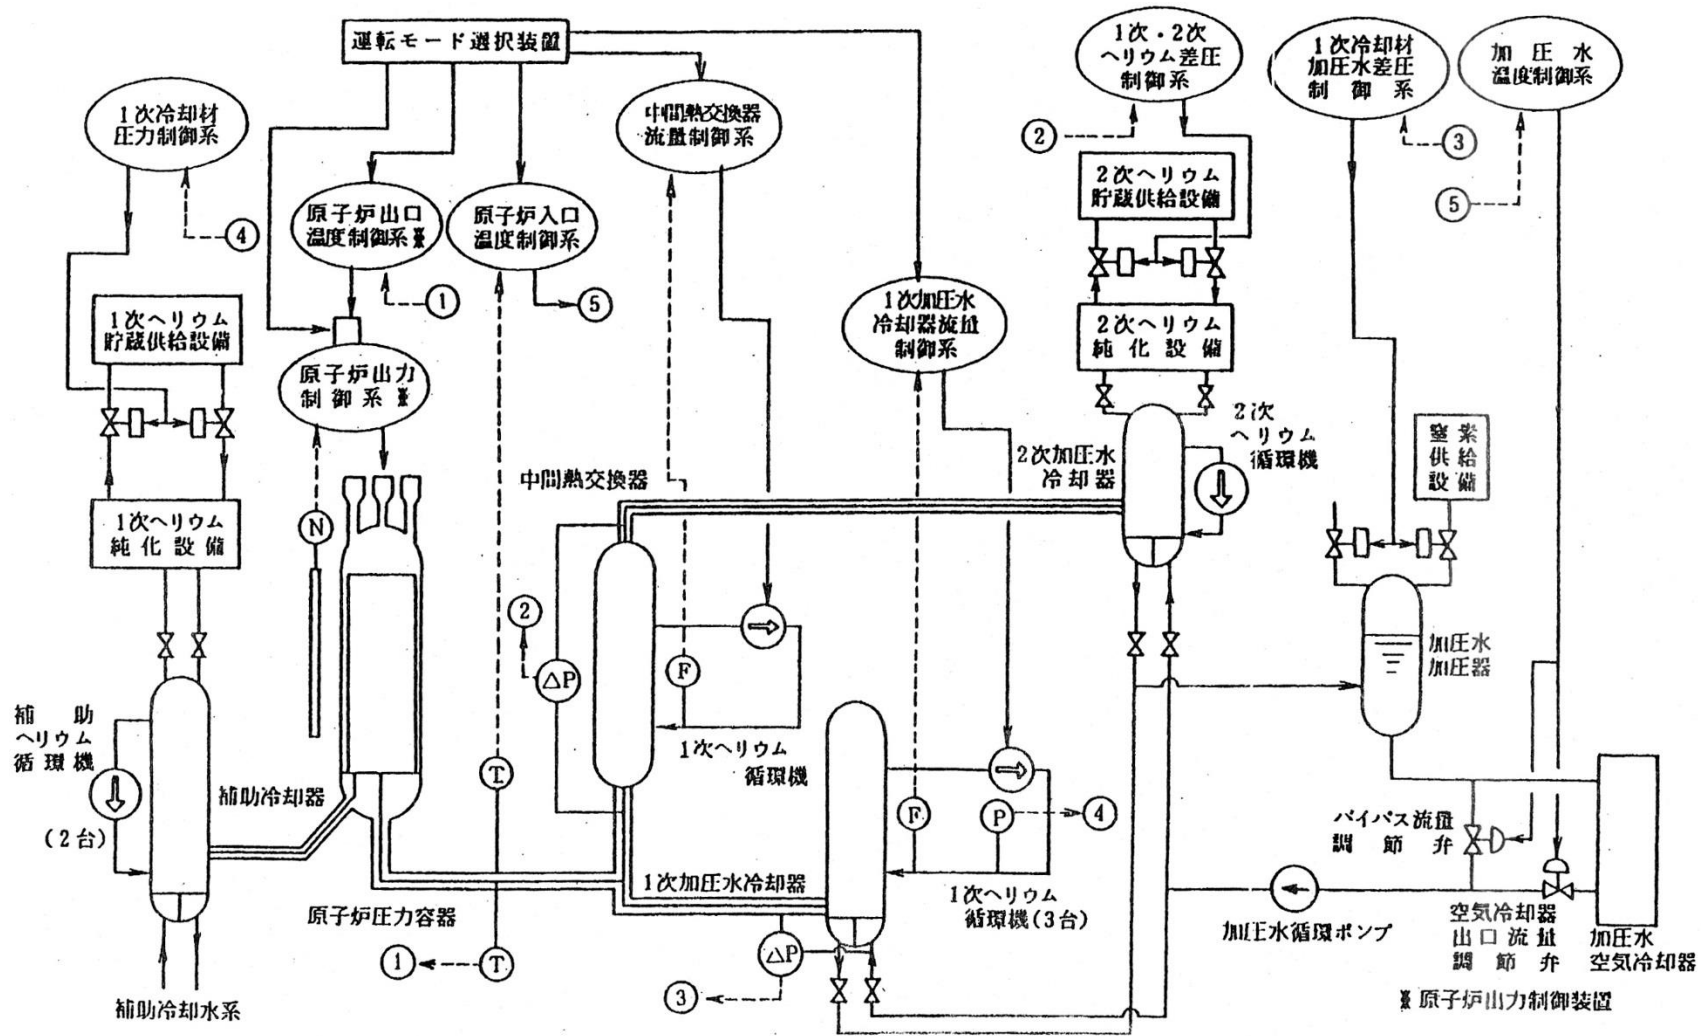 運転モード選択装置
1次・2次
ヘリウム差圧
制御系
1次冷却材
加圧水差圧
制御系
加圧水
温度制御系
1次冷却材
圧力制御系
中間熱交換器
流量制御系
②
③
④
⑤
2次ヘリウム
貯蔵供給設備
原子炉出口
温度制御系※
原子炉入口
温度制御系
①
⑤
1次加圧水
冷却器流量
制御系
1次ヘリウム
貯蔵供給設備
2次ヘリウム
純化設備
原子炉出力
制御系※
2次
ヘリウム
循環機
窒素
供給
設備
2次加圧水
冷却器
中間熱交換器
1次ヘリウム
純化設備
N
②
△P
F
加圧水
加圧器
補助
ヘリウム
循環機
(2台)
1次ヘリウム
循環機
T
補助冷却器
F
P
④
バイパス流量
調節弁
1次加圧水冷却器
1次ヘリウム
循環機(3台)
原子炉圧力容器
加圧水循環ポンプ
空気冷却器
出口流量
調節弁
加圧水
空気冷却器
①
T
△P
③
補助冷却水系
※原子炉出力制御装置